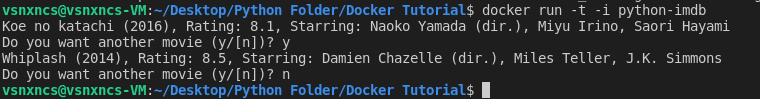 vsnxncs@vsnxncs-VM:~/Desktop/Python Folder/Docker Tutorial$ docker run -t -i python-imdb
Koe no katachi (2016), Rating: 8.1, Starring: Naoko Yamada (dir.), Miyu Irino, Saori Hayami
Do you want another movie (y/[n])? y
Whiplash (2014), Rating: 8.5, Starring: Damien Chazelle (dir.), Miles Teller, J.K. Simmons
Do you want another movie (y/[n])? n
vsnxncs@vsnxncs-VM:~/Desktop/Python Folder/Docker Tutorial$